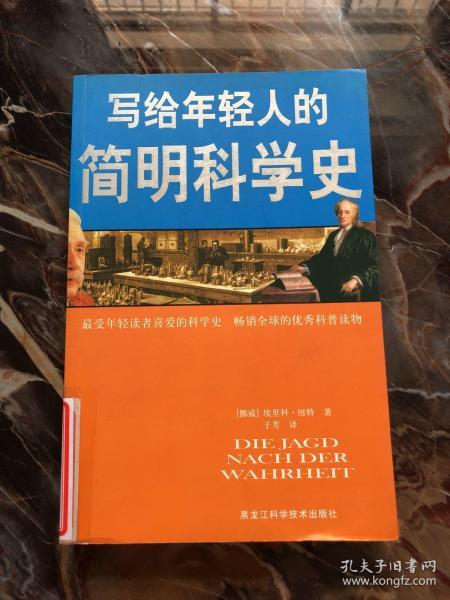 写给年轻人的
简明科学史
最受年轻读者喜爱的科学史 畅销全球的优秀科普读物
[挪威] 埃里科·纽特 著
于芳 译
DIE JAGD
NACH DER
WAHRHEIT
黑龙江科学技术出版社
孔夫子旧书网
www.kongfz.com